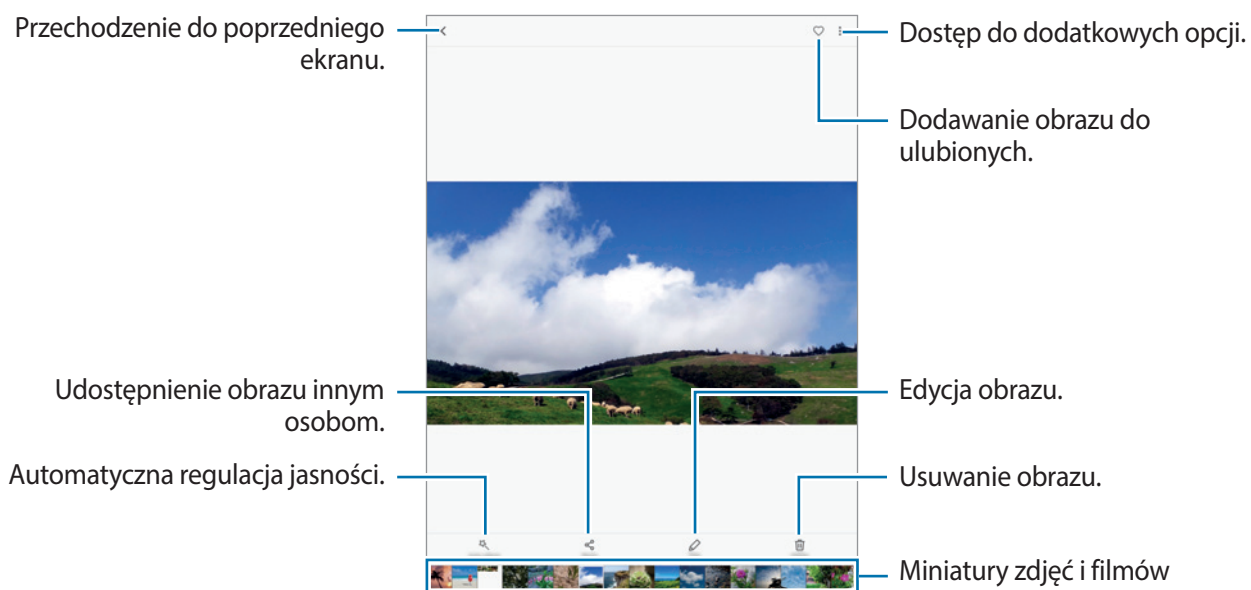 Przechodzenie do poprzedniego
ekranu.
Dostęp do dodatkowych opcji.
Dodawanie obrazu do
ulubionych.
Udostępnienie obrazu innym
osobom.
Edycja obrazu.
Automatyczna regulacja jasności.
Usuwanie obrazu.
Miniatury zdjęć i filmów